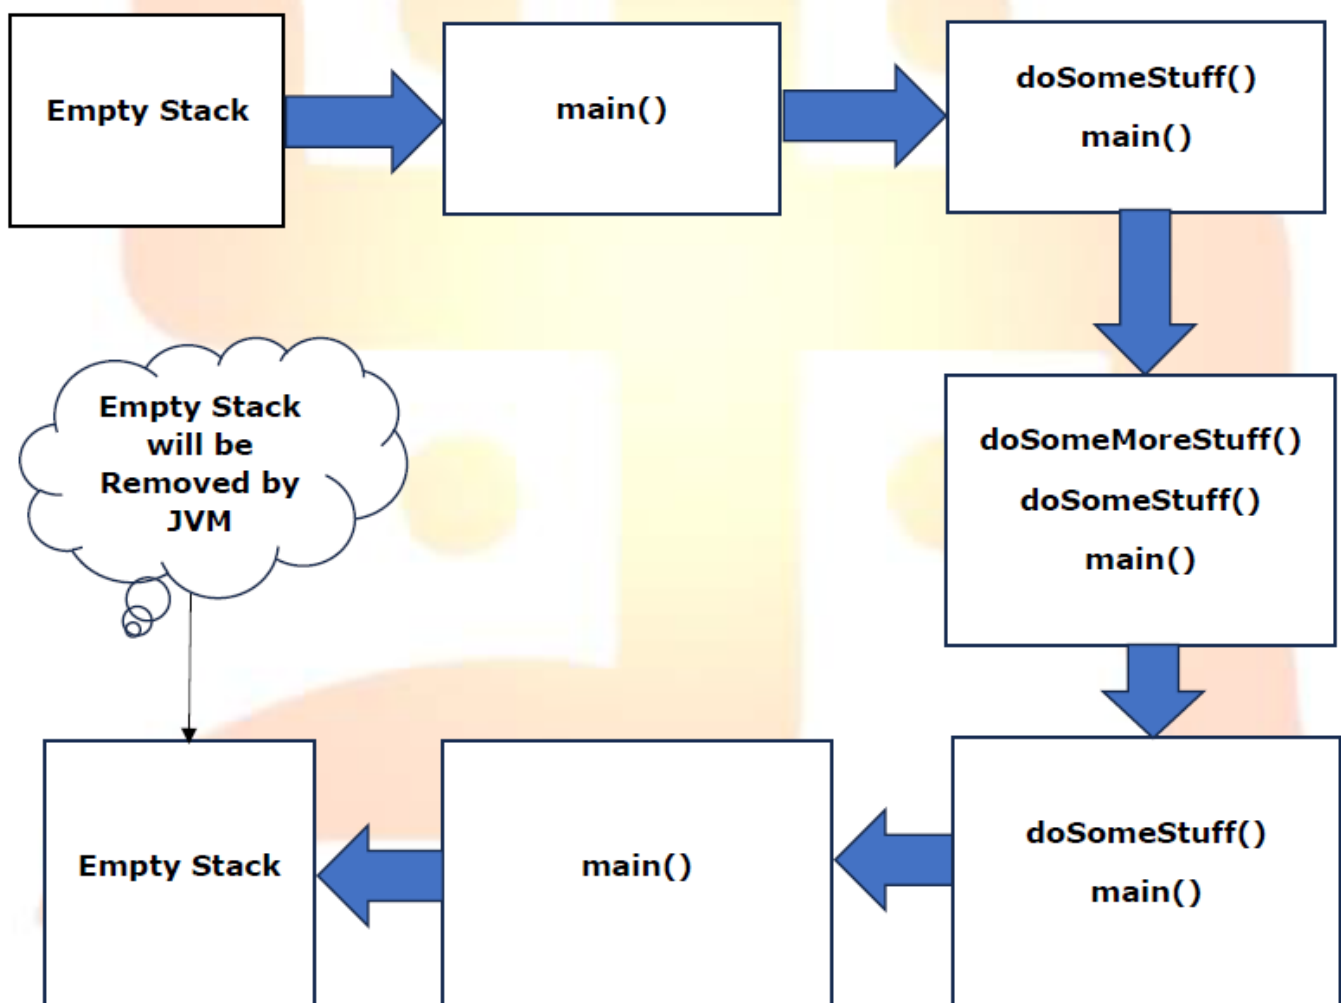 Empty Stack
main()
doSomeStuff()
main()
doSomeMoreStuff()
doSomeStuff()
main()
Empty Stack
will be
Removed by
JVM
doSomeStuff()
main()
main()
Empty Stack